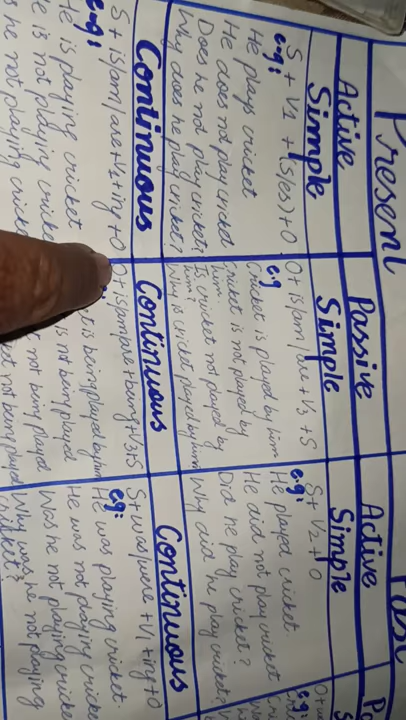 Present
Active
Simple
S + V1 + (s,es) + O
e.g:
He plays cricket
He does not play cricket
Does he not play cricket?
Why does he play cricket?
Continuous
S + is/am/are + V1 + ing + O
e.g:
He is playing cricket
is not playing
he not playing
Passive
Simple
O + is/am/are + V3 + S
e.g
Cricket is played by him
Cricket is not played by
him.
Is cricket not played by
him?
Why is cricket played by him
Continuous
O + is/am/are + being + V3 + S
is being played by him
is not being played
not being played
not being played
Past
Active
Simple
S + V2 + O
e.g:
He played cricket.
He did not play cricket
Did he play cricket?
Why did he play cricket?
Continuous
S + was/were + V1 + ing + O
e.g:
He was playing cricket.
He was not playing
Was he not playing
Why was he not playing
cricket?
e.g: